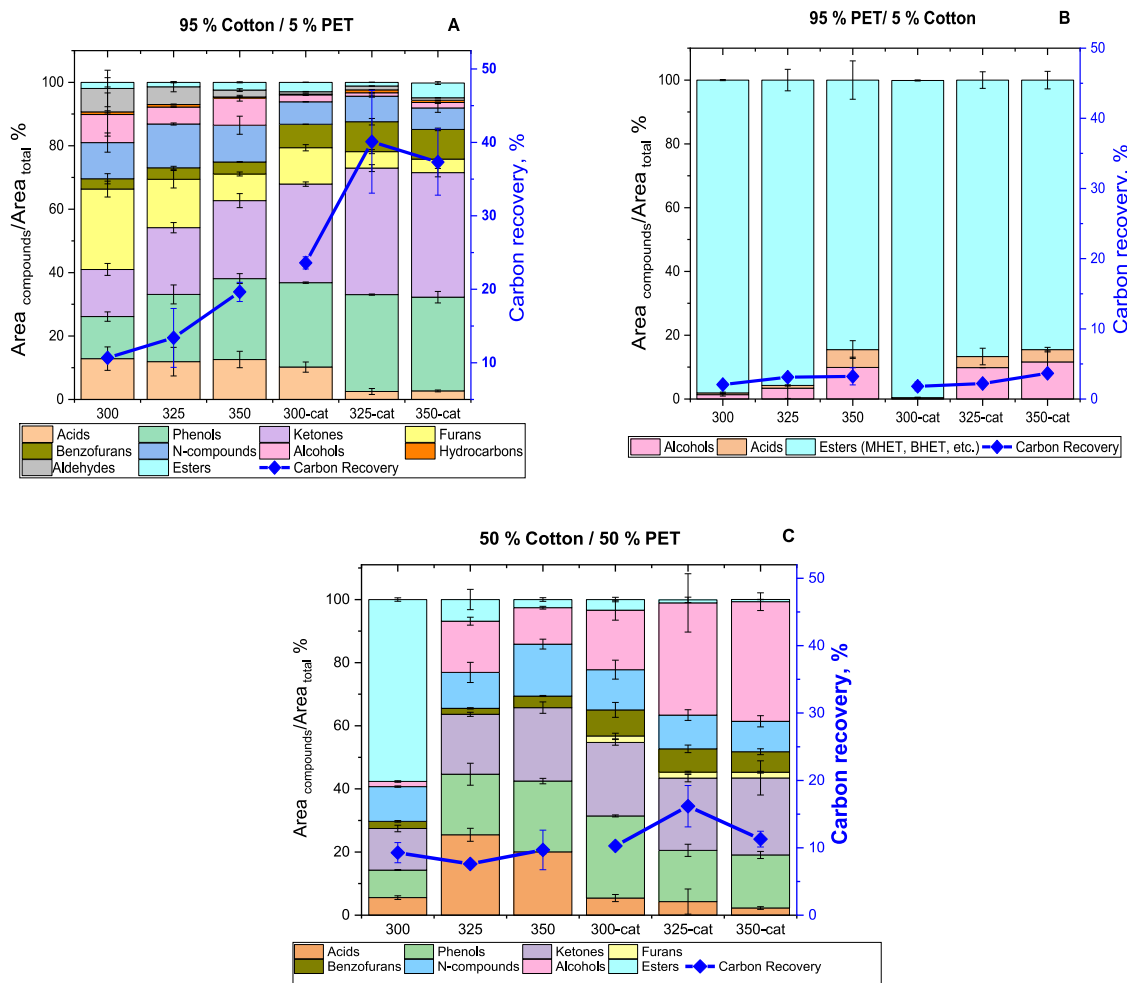 95 % Cotton / 5 % PET
A
Area compounds/Area total %
100
80
60
40
20
0
50
40
30
20
10
Carbon recovery, %
300 325 350 300-cat 325-cat 350-cat
Acids Phenols Ketones Furans
Benzofurans N-compounds Alcohols Hydrocarbons
Aldehydes Esters Carbon Recovery
95 % PET/ 5 % Cotton
B
Area compounds/Area total %
100
80
60
40
20
0
50
40
30
20
10
0
Carbon recovery, %
300 325 350 300-cat 325-cat 350-cat
Alcohols Acids Esters (MHET, BHET, etc.) Carbon Recovery
50 % Cotton / 50 % PET
C
Area compounds/Area total %
100
80
60
40
20
0
50
40
30
20
10
0
Carbon recovery, %
300 325 350 300-cat 325-cat 350-cat
Acids Phenols Ketones Furans
Benzofurans N-compounds Alcohols Esters Carbon Recovery